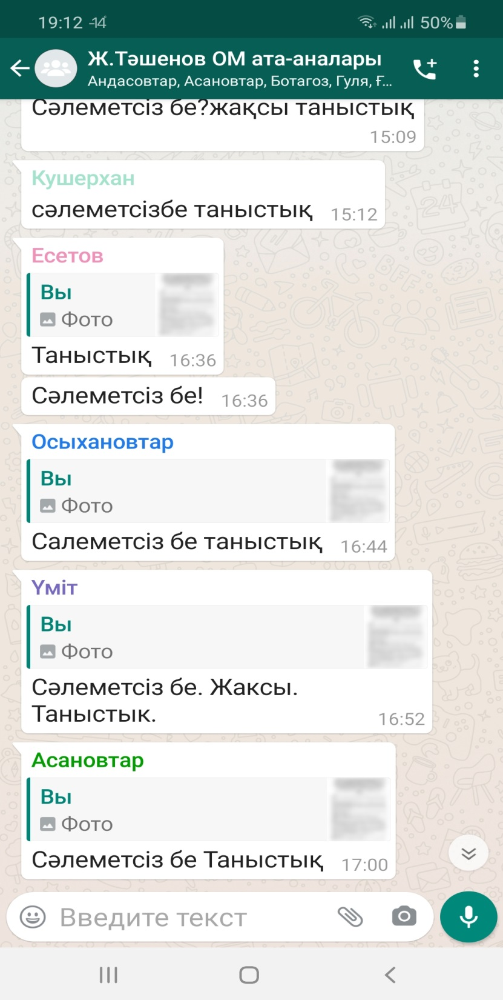 19:12 -14° 50%
Ж.Тәшенов ОМ ата-аналары
Андасовтар, Асановтар, Ботагоз, Гуля, Ғ...
Сәлеметсіз бе?жақсы таныстық
15:09
Кушерхан
сәлеметсізбе таныстық 15:12
Есетов
Вы
Фото
Таныстық 16:36
Сәлеметсіз бе! 16:36
Осыхановтар
Вы
Фото
Салеметсіз бе таныстық 16:44
Үміт
Вы
Фото
Сәлеметсіз бе. Жаксы.
Таныстык. 16:52
Асановтар
Вы
Фото
Сәлеметсіз бе Таныстық 17:00
Введите текст